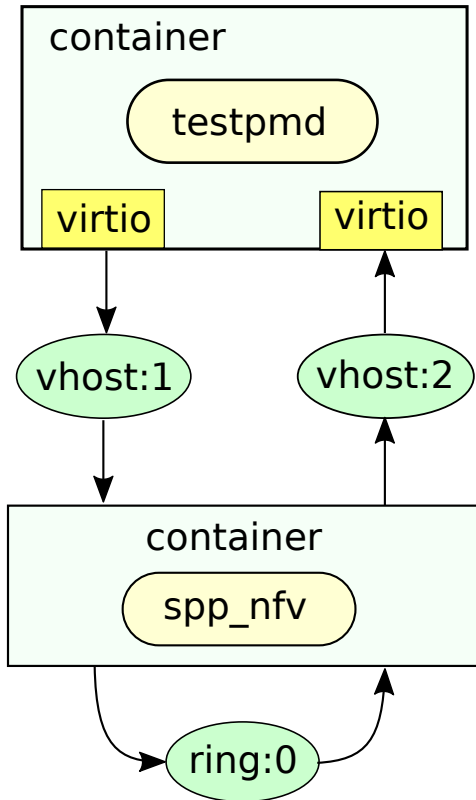 container
testpmd
virtio
virtio
vhost:1
vhost:2
container
spp_nfv
ring:0